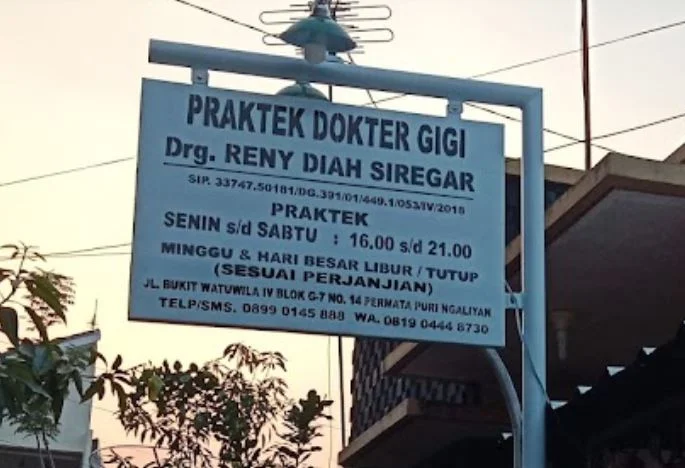 PRAKTEK DOKTER GIGI
Drg. RENY DIAH SIREGAR
SIP. 33747.50181/DG.391/01/449.1/053/IV/2018
PRAKTEK
SENIN s/d SABTU : 16.00 s/d 21.00
MINGGU & HARI BESAR LIBUR / TUTUP
(SESUAI PERJANJIAN)
JL. BUKIT WATUWILA IV BLOK G-7 NO. 14 PERMATA PURI NGALIYAN
TELP/SMS. 0899 0145 888 WA. 0819 0444 8730